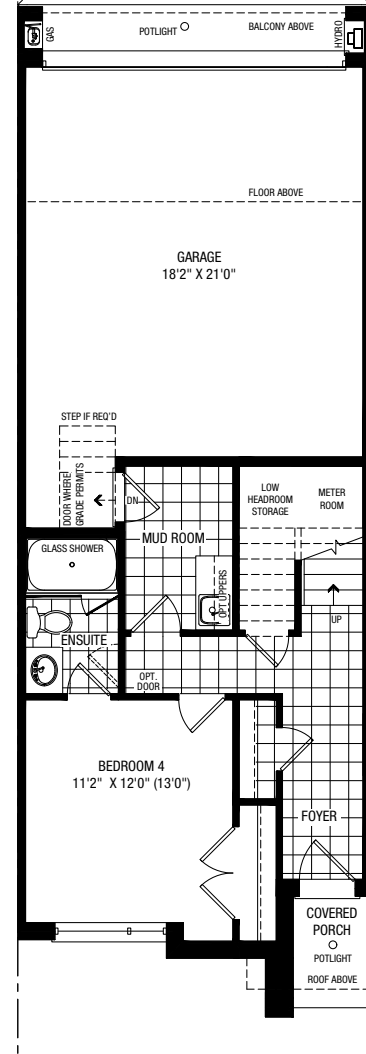 GAS
POTLIGHT
BALCONY ABOVE
HYDRO
FLOOR ABOVE
GARAGE
18'2" X 21'0"
STEP IF REQ'D
DOOR WHERE
GRADE PERMITS
DN
LOW
HEADROOM
STORAGE
METER
ROOM
MUD ROOM
GLASS SHOWER
OPT UPPERS
UP
ENSUITE
OPT.
DOOR
BEDROOM 4
11'2" X 12'0" (13'0")
FOYER
COVERED
PORCH
POTLIGHT
ROOF ABOVE